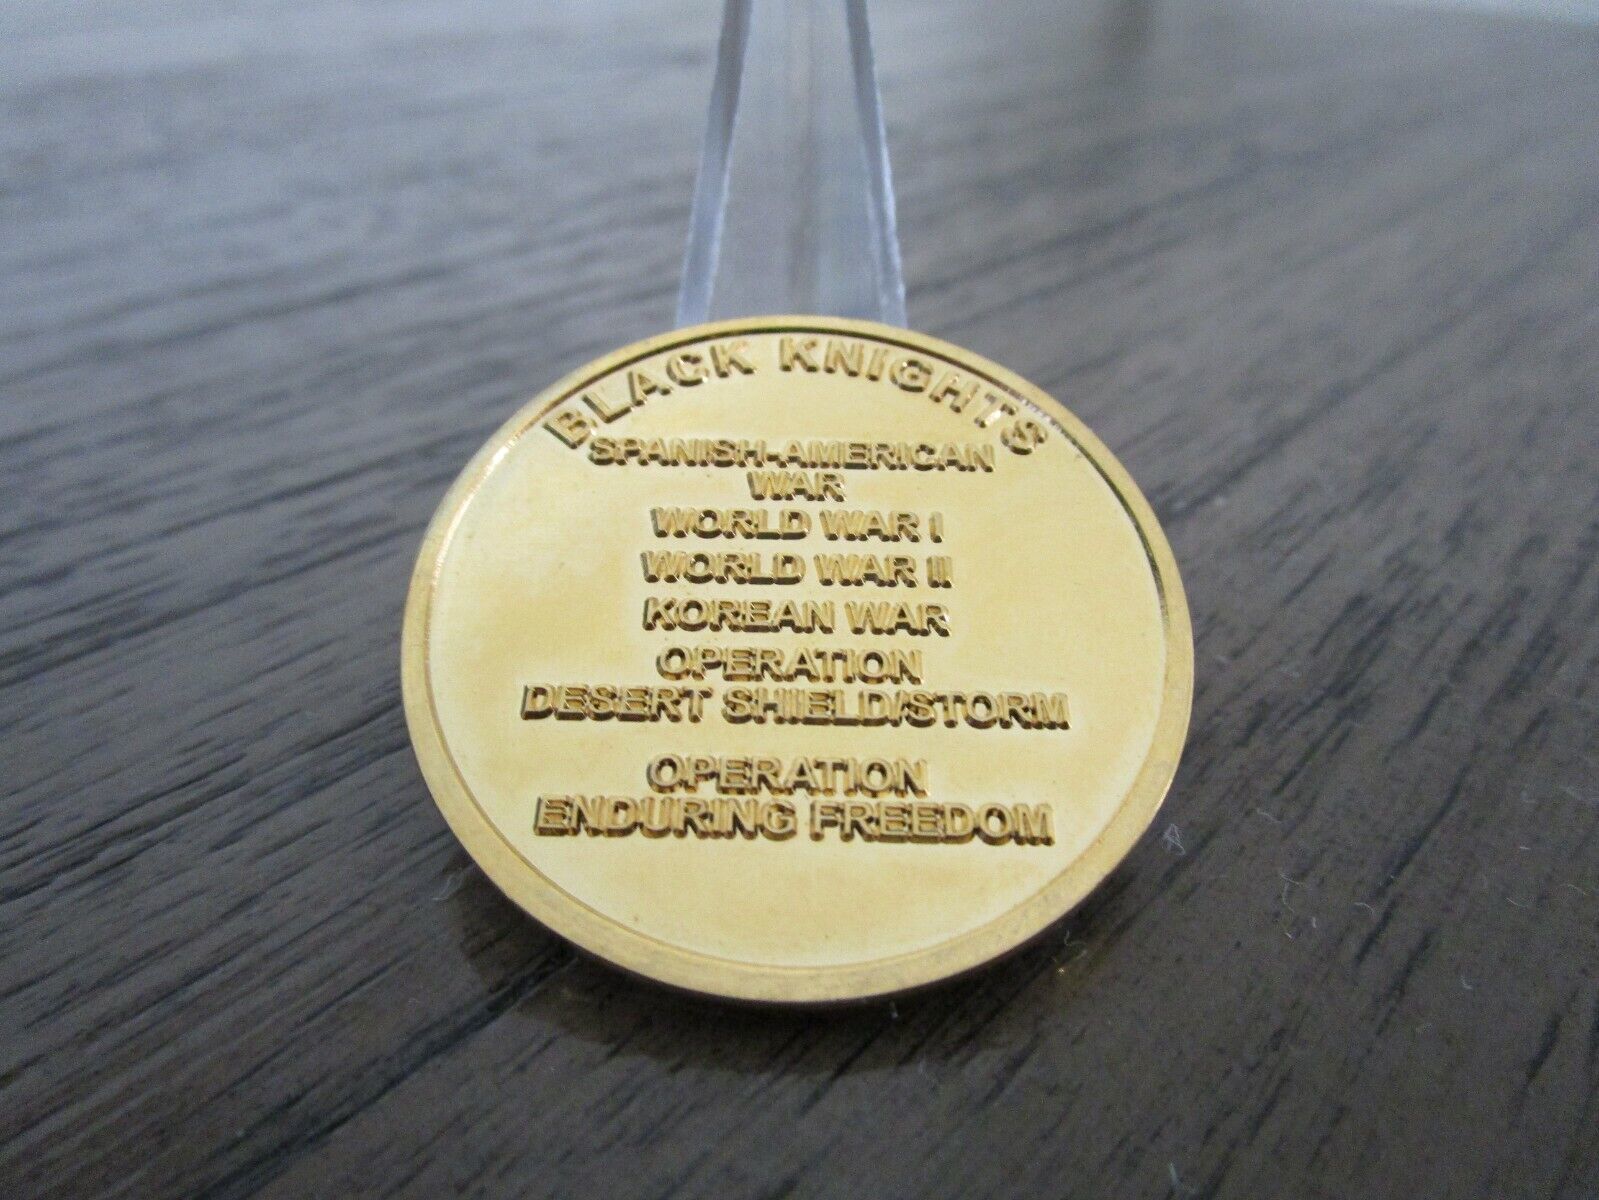 BLACK KNIGHTS
SPANISH-AMERICAN
WAR
WORLD WAR I
WORLD WAR II
KOREAN WAR
OPERATION
DESERT SHIELD/STORM
OPERATION
ENDURING FREEDOM